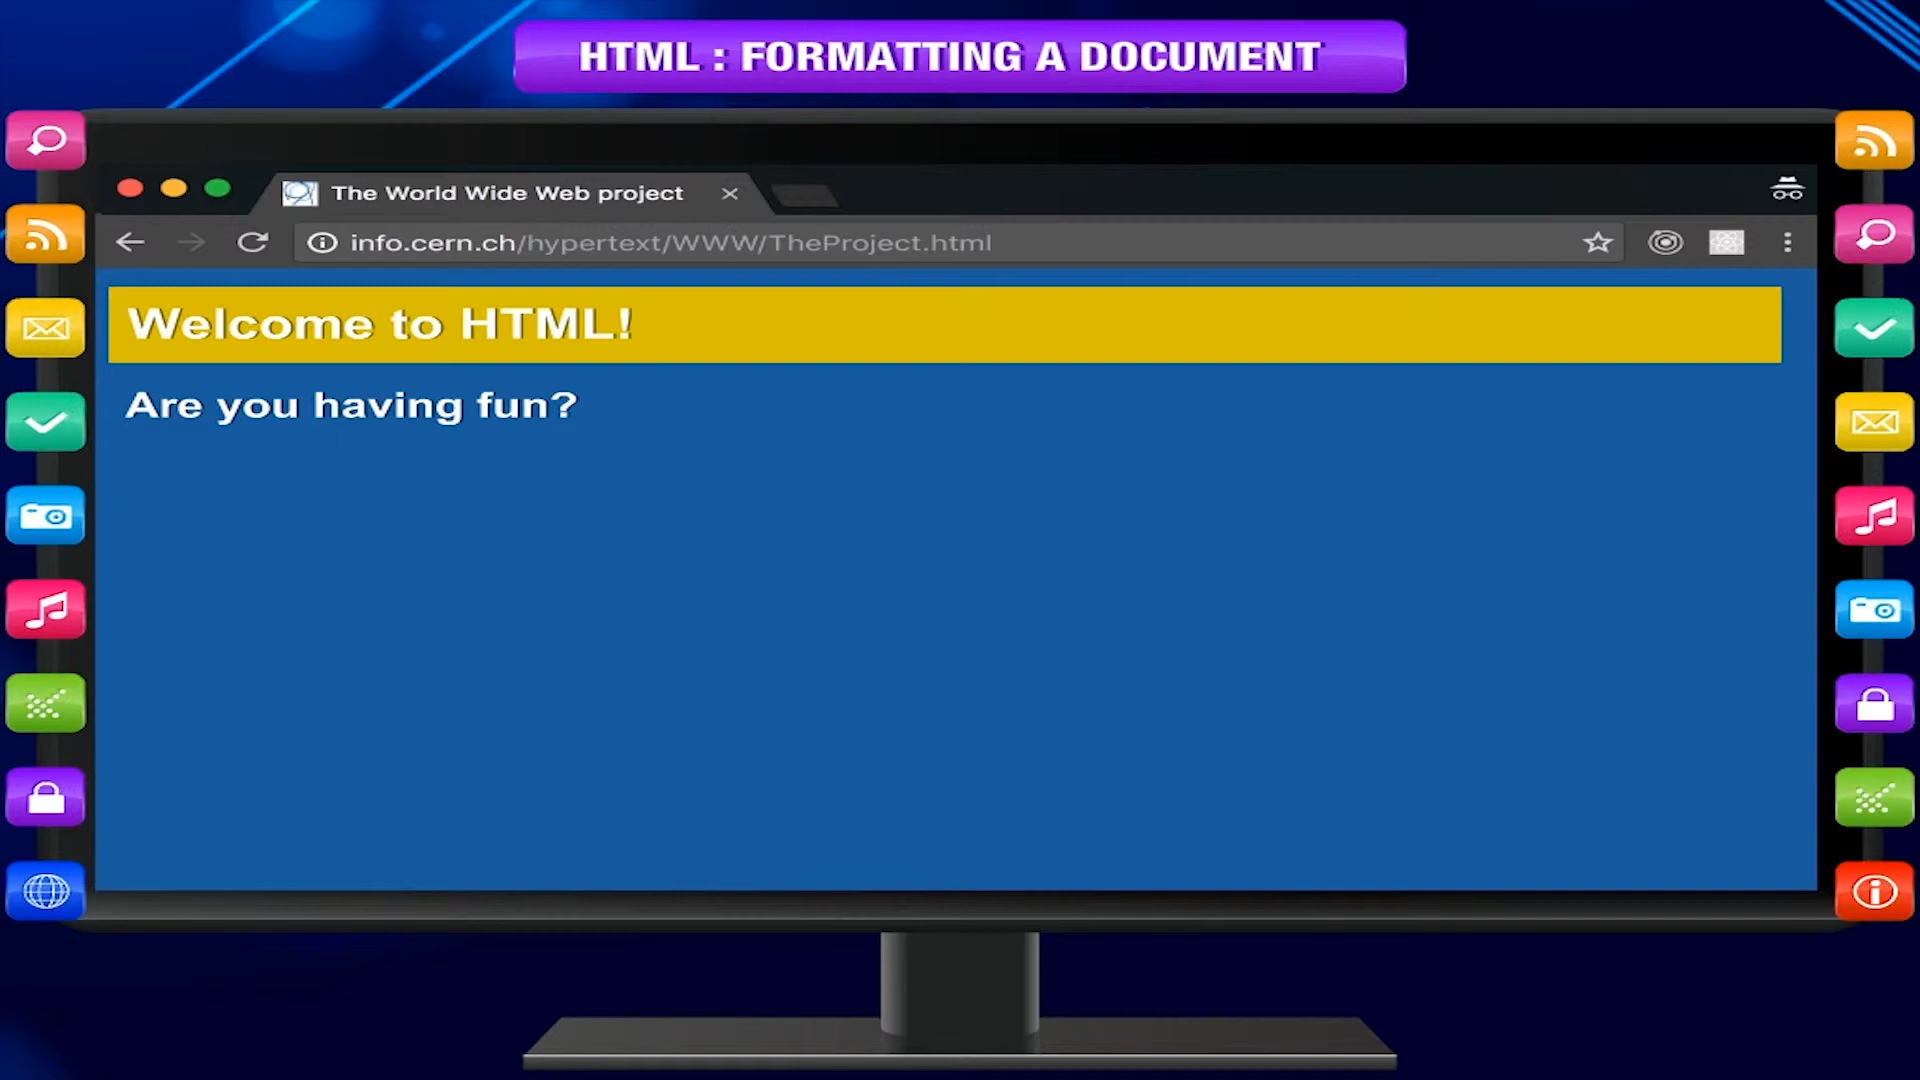 HTML : FORMATTING A DOCUMENT
The World Wide Web project
info.cern.ch/hypertext/WWW/TheProject.html
Welcome to HTML!
Are you having fun?